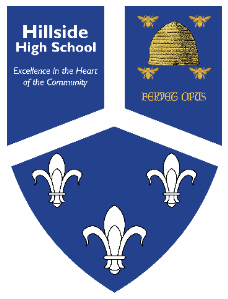 Hillside
High School
Excellence in the Heart
of the Community
FERVET OPUS